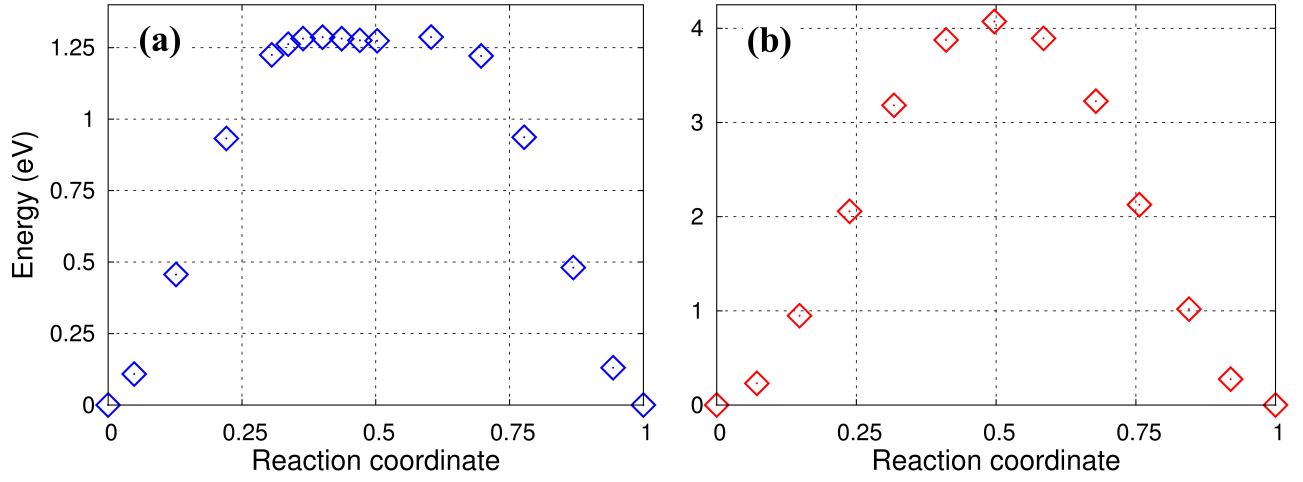 (a)
1.25
1
0.75
0.5
0.25
0
Energy (eV)
0 0.25 0.5 0.75 1
Reaction coordinate
(b)
4
3
2
1
0
0 0.25 0.5 0.75 1
Reaction coordinate